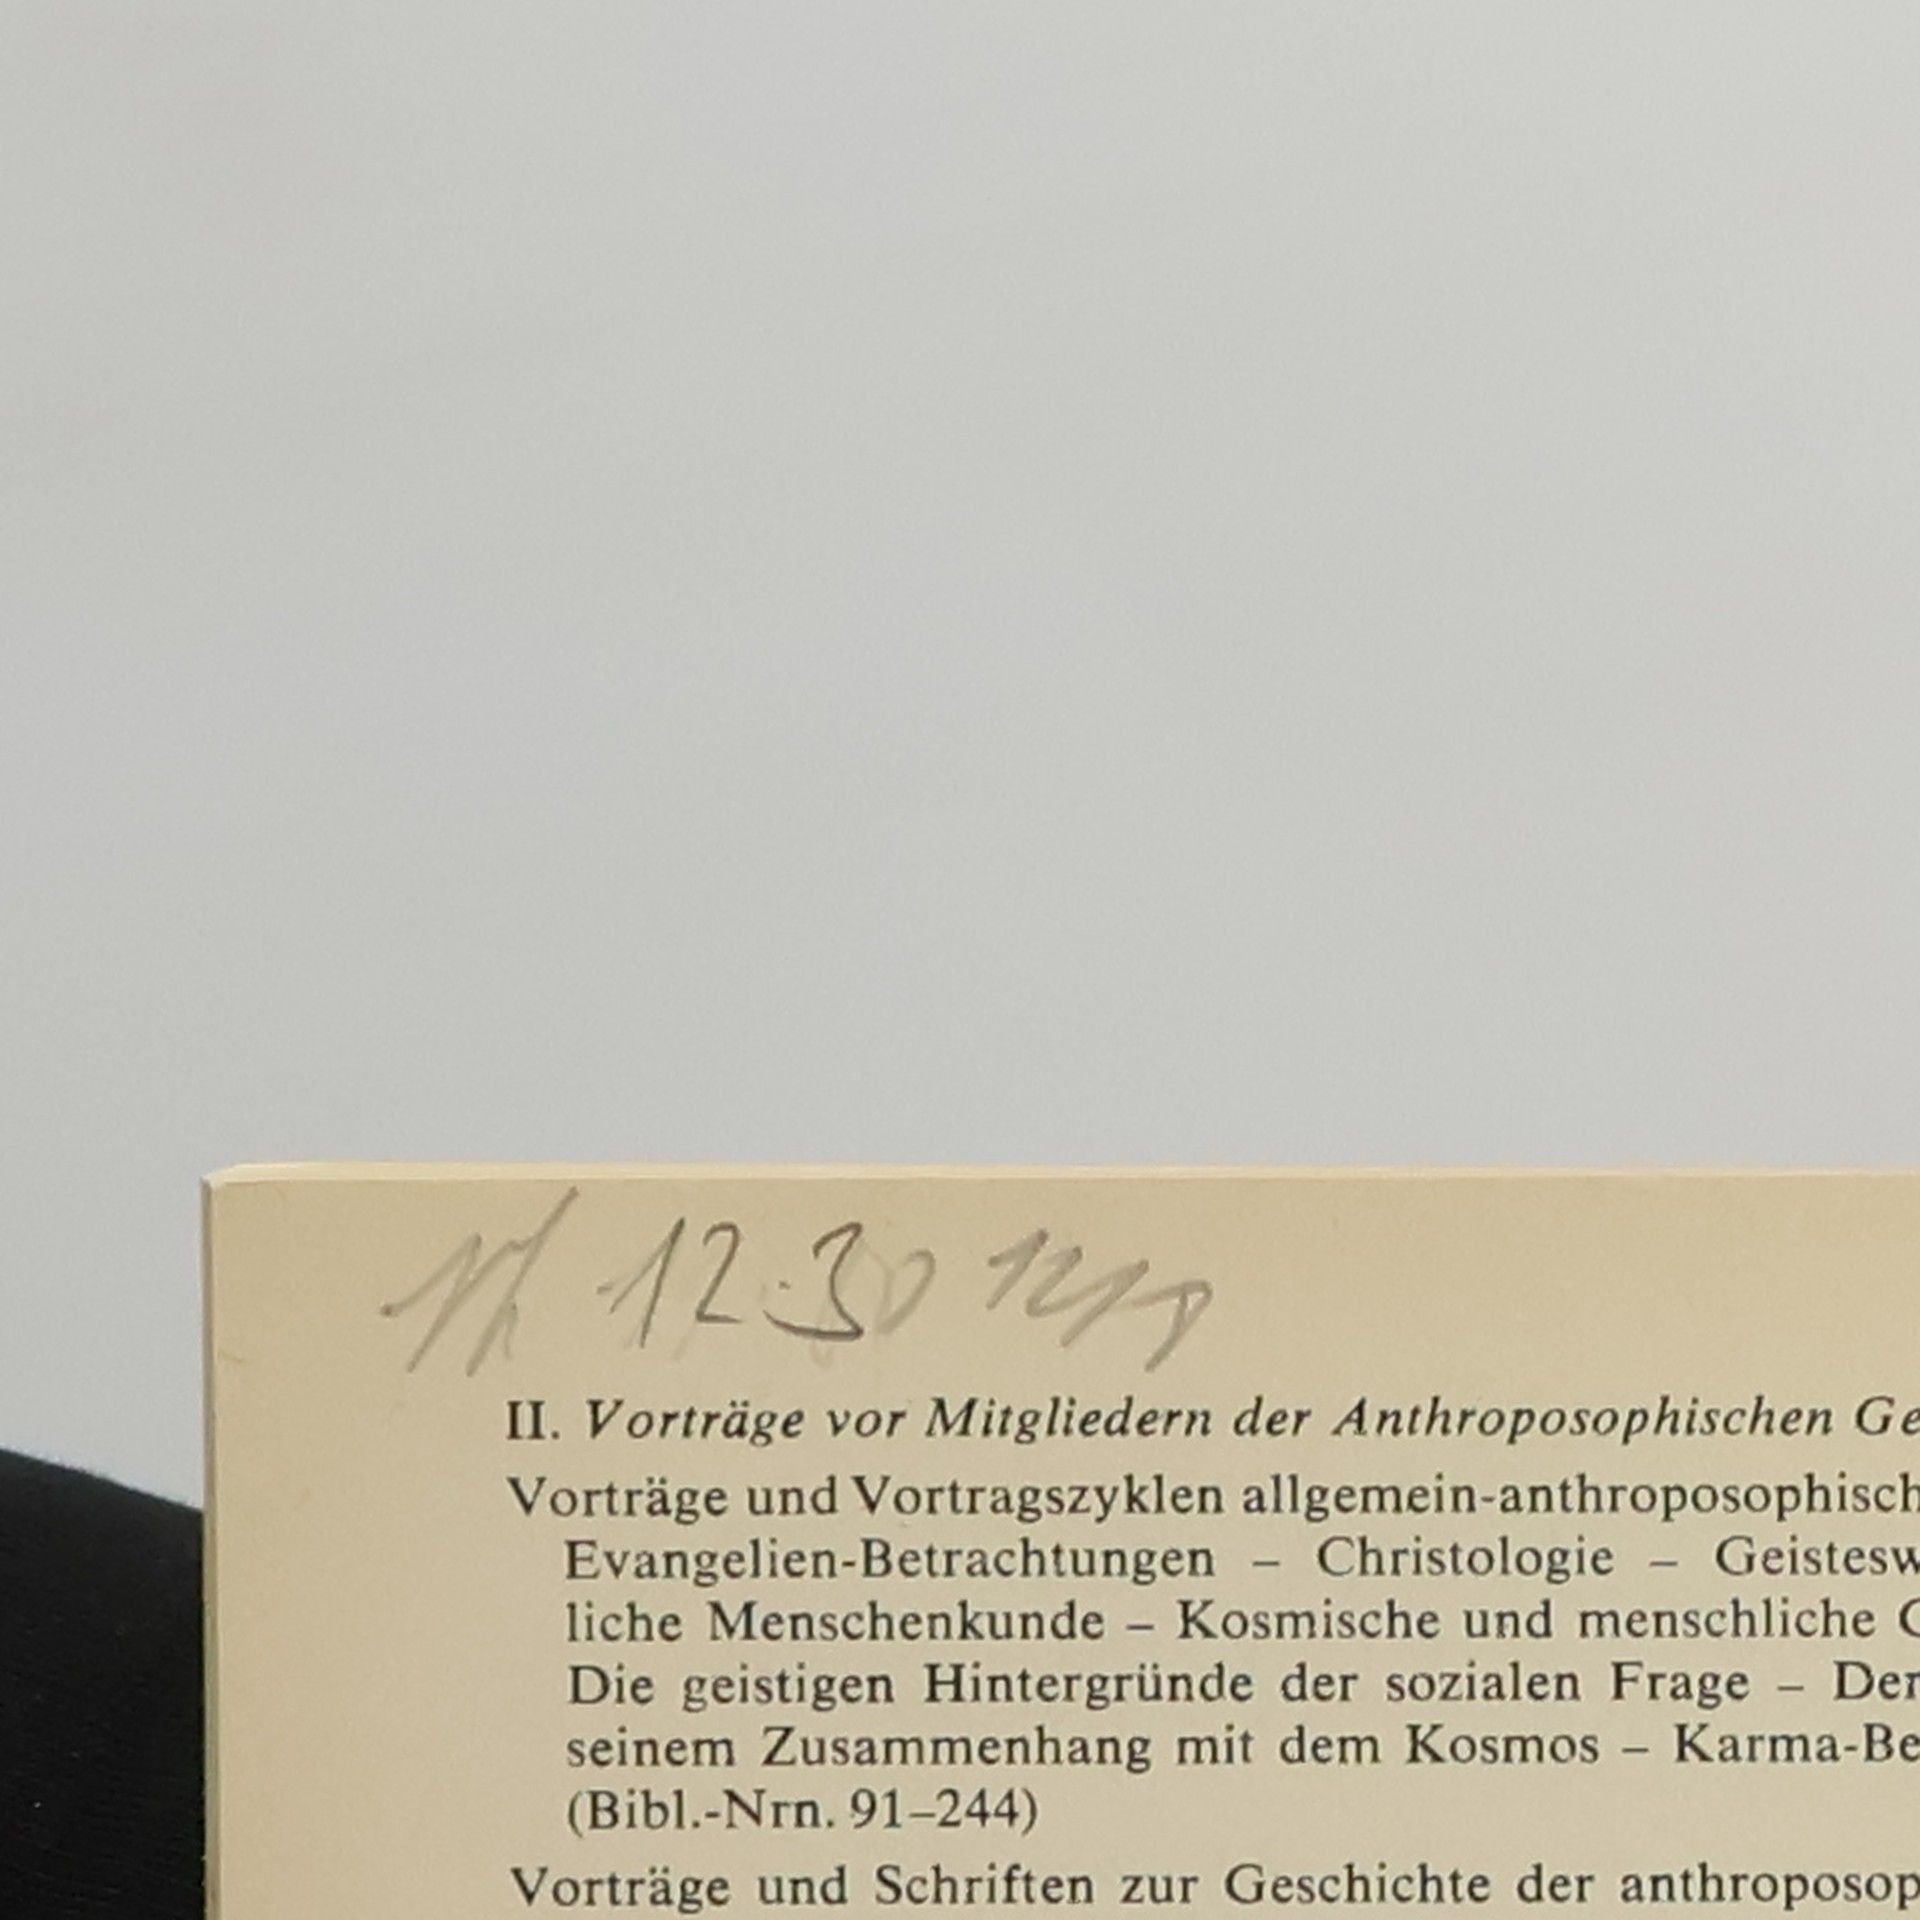 12.30
II. Vorträge vor Mitgliedern der Anthroposophischen Ge
Vorträge und Vortragszyklen allgemein-anthroposophisch
Evangelien-Betrachtungen – Christologie – Geistesw
liche Menschenkunde – Kosmische und menschliche G
Die geistigen Hintergründe der sozialen Frage – Der
seinem Zusammenhang mit dem Kosmos – Karma-Be
(Bibl.-Nrn. 91–244)
Vorträge und Schriften zur Geschichte der anthroposop